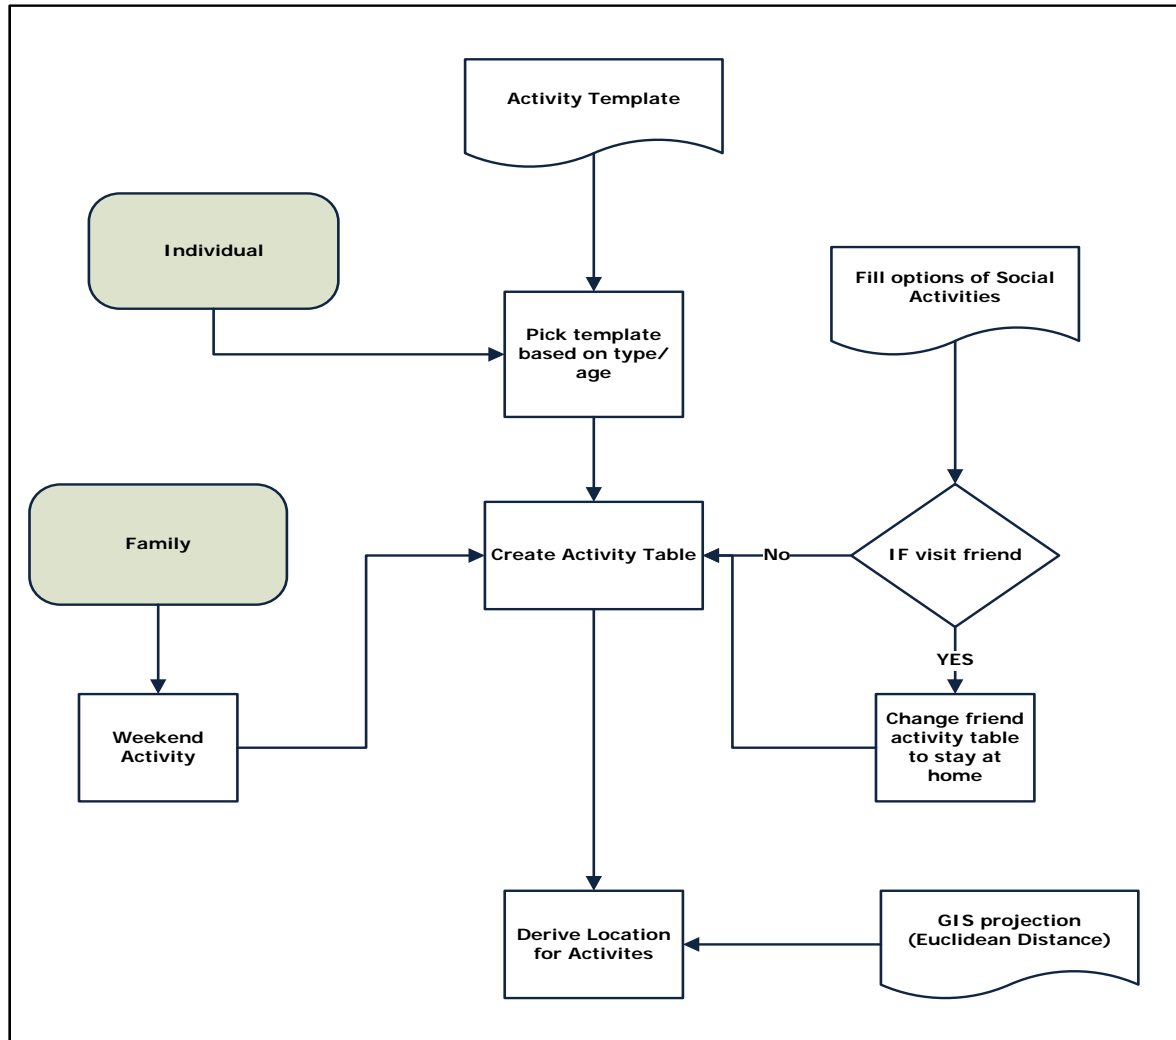 Activity Template
Individual
Fill options of Social
Activities
Pick template
based on type/
age
Family
Create Activity Table
No
IF visit friend
YES
Weekend
Activity
Change friend
activity table
to stay at
home
Derive Location
for Activites
GIS projection
(Euclidean Distance)